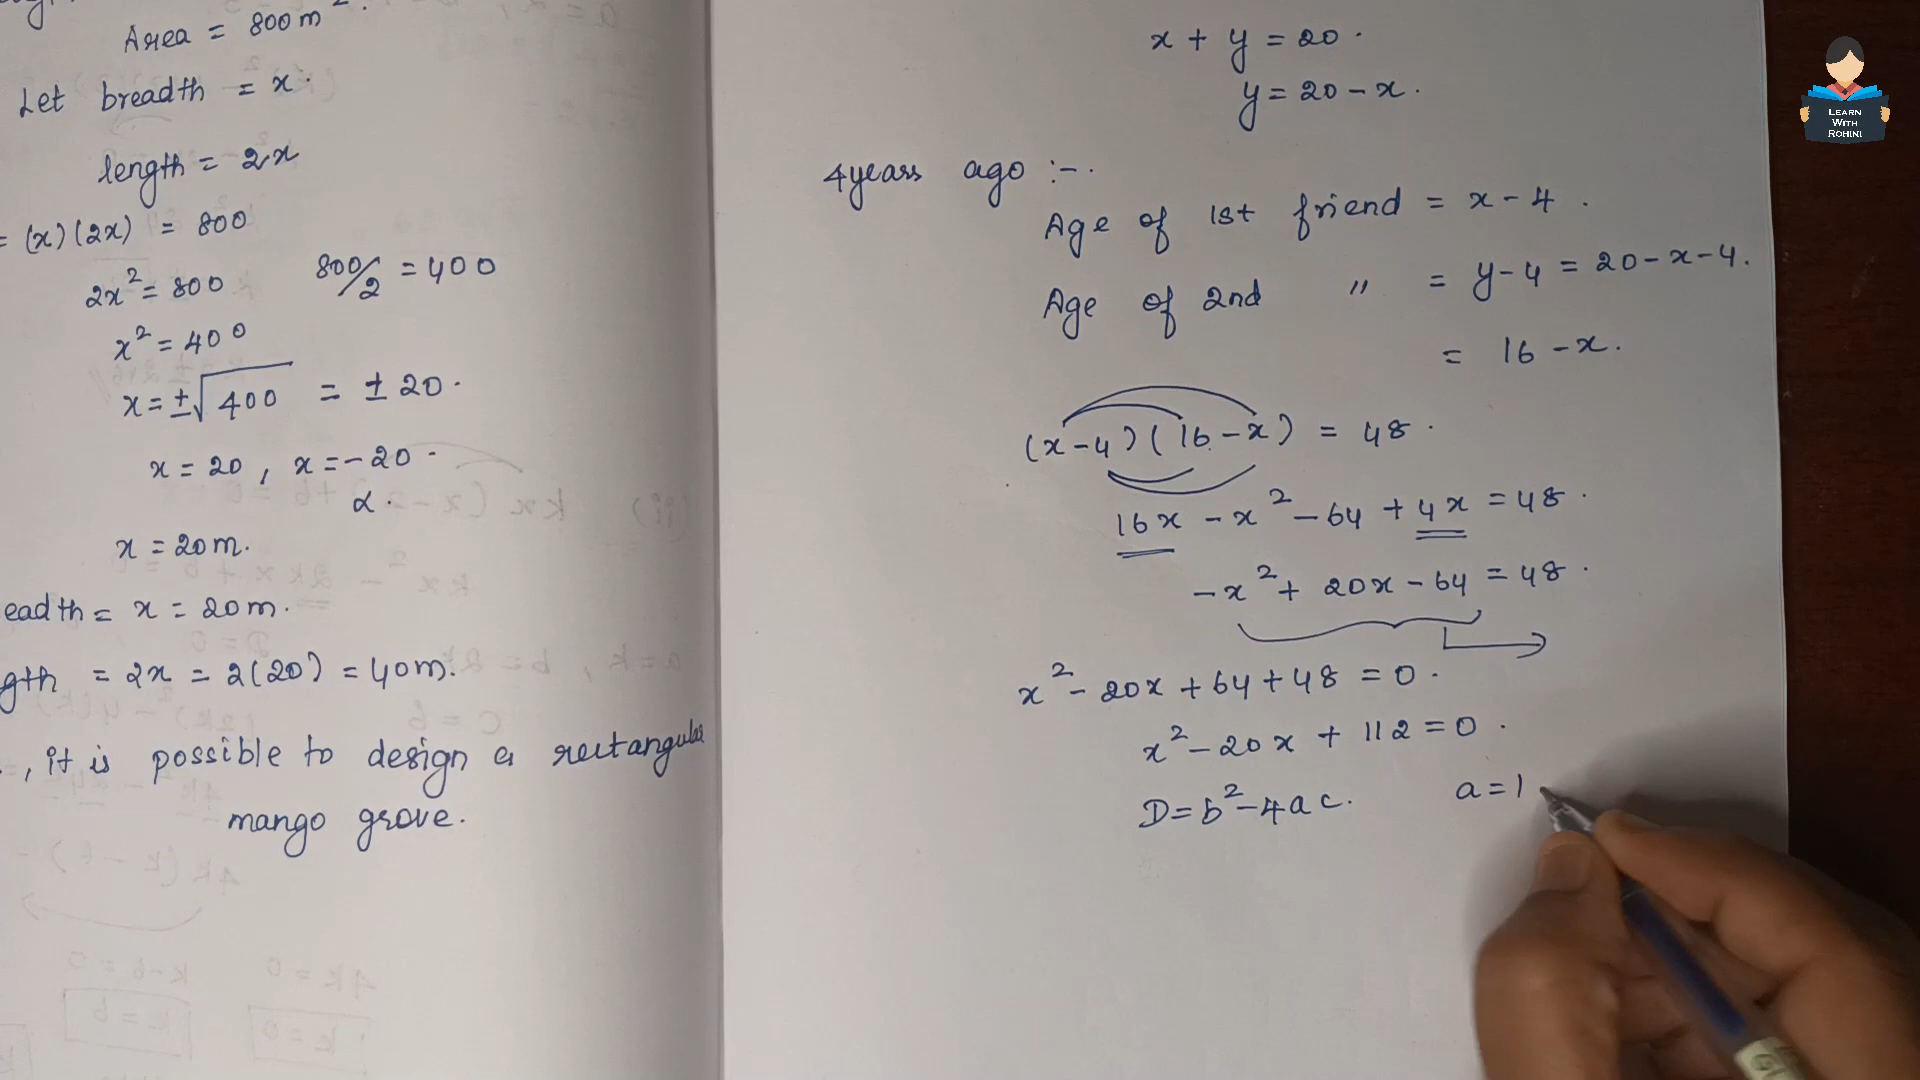 Area = 800m².
Let breadth = x.
length = 2x
= (x)(2x) = 800
2x² = 800 800/2 = 400
x² = 400
x = ±√400 = ±20.
x = 20, x = -20.
x = 20m.
eadth = x = 20m.
gth = 2x = 2(20) = 40m.
, it is possible to design a rectangular
mango grove.
x + y = 20.
y = 20 - x.
4years ago :-.
Age of 1st friend = x - 4.
Age of 2nd " = y - 4 = 20 - x - 4.
= 16 - x.
(x - 4)(16 - x) = 48.
16x - x² - 64 + 4x = 48.
-x² + 20x - 64 = 48.
x² - 20x + 64 + 48 = 0.
x² - 20x + 112 = 0.
D = b² - 4ac. a = 1
LEARN
WITH
ROHINI